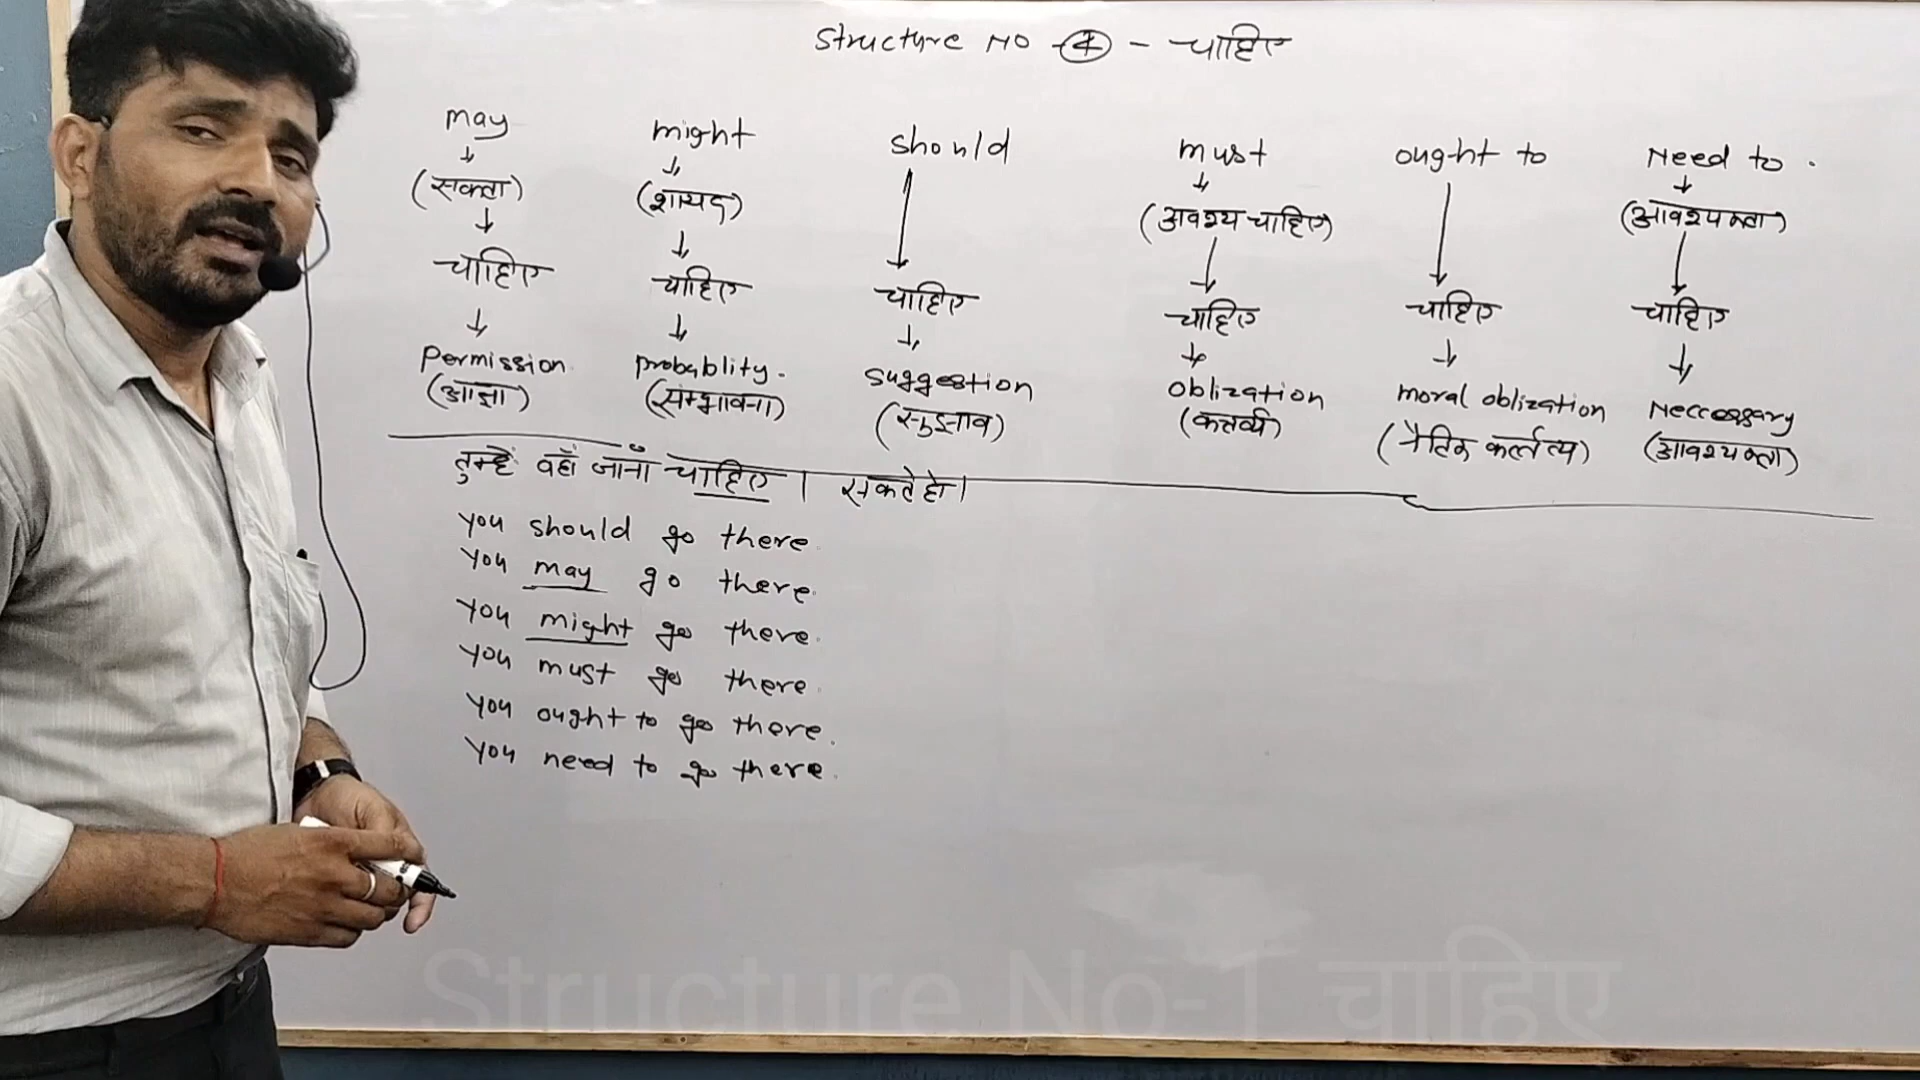 Structure NO - 1 - चाहिए
may might should must ought to Need to .
↓ ↓ ↓ ↓ ↓ ↓
(सकता) (शायद) (अवश्य चाहिए) (आवश्यक्ता)
↓ ↓ ↓ ↓
चाहिए चाहिए चाहिए चाहिए चाहिए चाहिए
↓ ↓ ↓ ↓ ↓ ↓
Permission probablity. suggestion oblization moral oblization Neccessary
(आज्ञा) (सम्भावना) (सुझाव) (कर्त्तव्य) (नैतिक कर्त्तव्य) (आवश्यक्ता)
तुम्हें वहाँ जाना चाहिए। सकते हो।
you should go there.
You may go there.
You might go there.
you must go there.
you ought to go there.
You need to go there.
Structure No-1 चाहिए